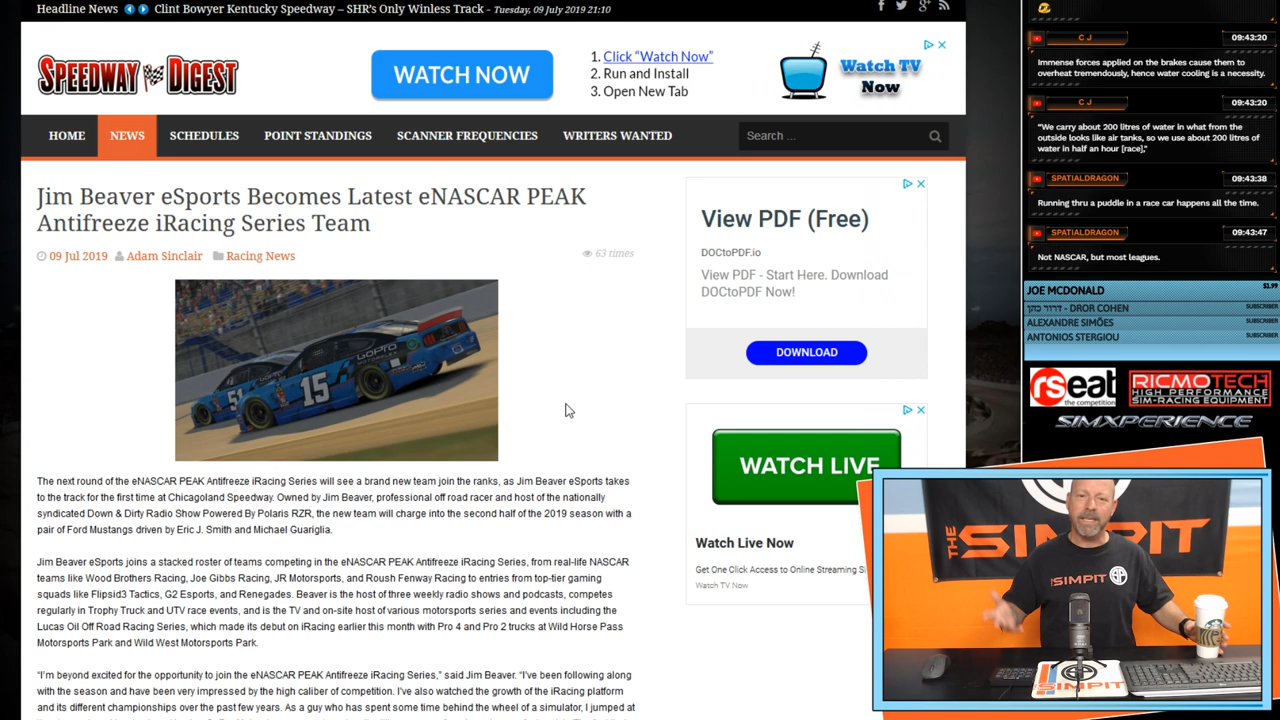 Headline News Clint Bowyer Kentucky Speedway – SHR's Only Winless Track - Tuesday, 09 July 2019 21:10
SPEEDWAY DIGEST
WATCH NOW
1. Click “Watch Now”
2. Run and Install
3. Open New Tab
Watch TV
Now
HOME NEWS SCHEDULES POINT STANDINGS SCANNER FREQUENCIES WRITERS WANTED Search ...
Jim Beaver eSports Becomes Latest eNASCAR PEAK
Antifreeze iRacing Series Team
09 Jul 2019 Adam Sinclair Racing News 63 times
GoPro
MOTORPLEX
15
51
The next round of the eNASCAR PEAK Antifreeze iRacing Series will see a brand new team join the ranks, as Jim Beaver eSports takes
to the track for the first time at Chicagoland Speedway. Owned by Jim Beaver, professional off road racer and host of the nationally
syndicated Down & Dirty Radio Show Powered By Polaris RZR, the new team will charge into the second half of the 2019 season with a
pair of Ford Mustangs driven by Eric J. Smith and Michael Guariglia.
Jim Beaver eSports joins a stacked roster of teams competing in the eNASCAR PEAK Antifreeze iRacing Series, from real-life NASCAR
teams like Wood Brothers Racing, Joe Gibbs Racing, JR Motorsports, and Roush Fenway Racing to entries from top-tier gaming
squads like Flipsid3 Tactics, G2 Esports, and Renegades. Beaver is the host of three weekly radio shows and podcasts, competes
regularly in Trophy Truck and UTV race events, and is the TV and on-site host of various motorsports series and events including the
Lucas Oil Off Road Racing Series, which made its debut on iRacing earlier this month with Pro 4 and Pro 2 trucks at Wild Horse Pass
Motorsports Park and Wild West Motorsports Park.
“I'm beyond excited for the opportunity to join the eNASCAR PEAK Antifreeze iRacing Series,” said Jim Beaver. “I've been following along
with the season and have been very impressed by the high caliber of competition. I've also watched the growth of the iRacing platform
and its different championships over the past few years. As a guy who has spent some time behind the wheel of a simulator, I jumped at
View PDF (Free)
DOCtoPDF.io
View PDF - Start Here. Download
DOCtoPDF Now!
DOWNLOAD
WATCH LIVE
Watch Live Now
Get One Click Access to Online Streaming
Watch TV Now
C J 09:43:20
Immense forces applied on the brakes cause them to
overheat tremendously, hence water cooling is a necessity.
C J 09:43:20
“We carry about 200 litres of water in what from the
outside looks like air tanks, so we use about 200 litres of
water in half an hour [race],”
SPATIALDRAGON 09:43:38
Running thru a puddle in a race car happens all the time.
SPATIALDRAGON 09:43:47
Not NASCAR, but most leagues.
JOE MCDONALD $1.99
דרור כהן - DROR COHEN SUBSCRIBER
ALEXANDRE SIMÕES SUBSCRIBER
ANTONIOS STERGIOU SUBSCRIBER
rseat
the competition
RICMOTECH
HIGH PERFORMANCE
SIM-RACING EQUIPMENT
SIMXPERIENCE
THE SIMPIT
THE SIMPIT